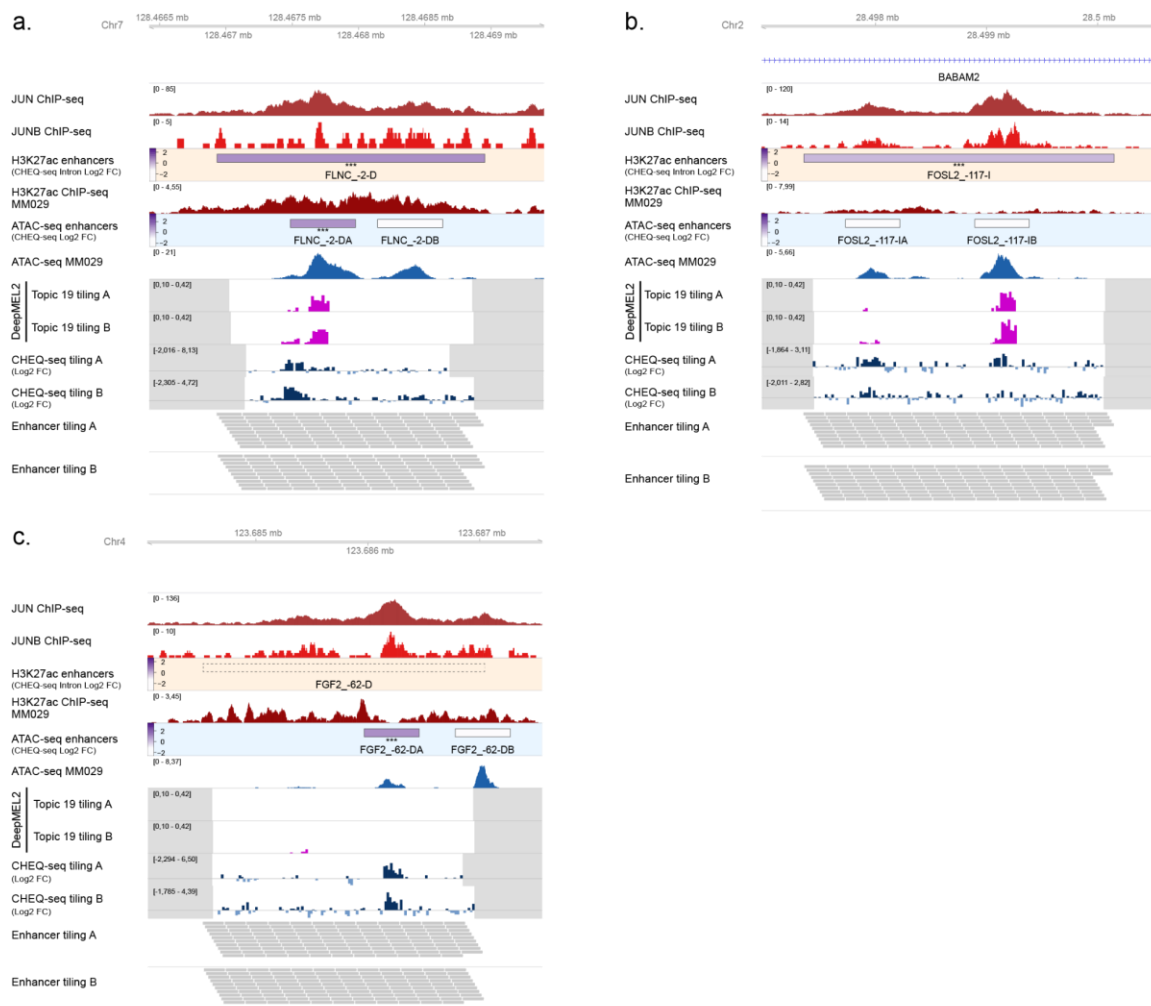 a.
Chr7
128.4665 mb
128.467 mb
128.4675 mb
128.468 mb
128.4685 mb
128.469 mb
JUN ChIP-seq
[0 - 85]
JUNB ChIP-seq
[0 - 5]
H3K27ac enhancers
(CHEQ-seq Intron Log2 FC)
2
0
−2
***
FLNC_-2-D
H3K27ac ChIP-seq
MM029
[0 - 4,55]
ATAC-seq enhancers
(CHEQ-seq Log2 FC)
2
0
−2
***
FLNC_-2-DA
FLNC_-2-DB
ATAC-seq MM029
[0 - 21]
DeepMEL2
Topic 19 tiling A
[0,10 - 0,42]
Topic 19 tiling B
[0,10 - 0,42]
CHEQ-seq tiling A
(Log2 FC)
[-2,016 - 8,13]
CHEQ-seq tiling B
(Log2 FC)
[-2,305 - 4,72]
Enhancer tiling A
Enhancer tiling B
b.
Chr2
28.498 mb
28.499 mb
28.5 mb
BABAM2
JUN ChIP-seq
[0 - 120]
JUNB ChIP-seq
[0 - 14]
H3K27ac enhancers
(CHEQ-seq Intron Log2 FC)
2
0
−2
***
FOSL2_-117-I
H3K27ac ChIP-seq
MM029
[0 - 7,99]
ATAC-seq enhancers
(CHEQ-seq Log2 FC)
2
0
−2
FOSL2_-117-IA
FOSL2_-117-IB
ATAC-seq MM029
[0 - 5,66]
DeepMEL2
Topic 19 tiling A
[0,10 - 0,42]
Topic 19 tiling B
[0,10 - 0,42]
CHEQ-seq tiling A
(Log2 FC)
[-1,864 - 3,11]
CHEQ-seq tiling B
(Log2 FC)
[-2,011 - 2,82]
Enhancer tiling A
Enhancer tiling B
c.
Chr4
123.685 mb
123.686 mb
123.687 mb
JUN ChIP-seq
[0 - 136]
JUNB ChIP-seq
[0 - 10]
H3K27ac enhancers
(CHEQ-seq Intron Log2 FC)
2
0
−2
FGF2_-62-D
H3K27ac ChIP-seq
MM029
[0 - 3,45]
ATAC-seq enhancers
(CHEQ-seq Log2 FC)
2
0
−2
***
FGF2_-62-DA
FGF2_-62-DB
ATAC-seq MM029
[0 - 8,37]
DeepMEL2
Topic 19 tiling A
[0,10 - 0,42]
Topic 19 tiling B
[0,10 - 0,42]
CHEQ-seq tiling A
(Log2 FC)
[-2,294 - 6,50]
CHEQ-seq tiling B
(Log2 FC)
[-1,785 - 4,39]
Enhancer tiling A
Enhancer tiling B